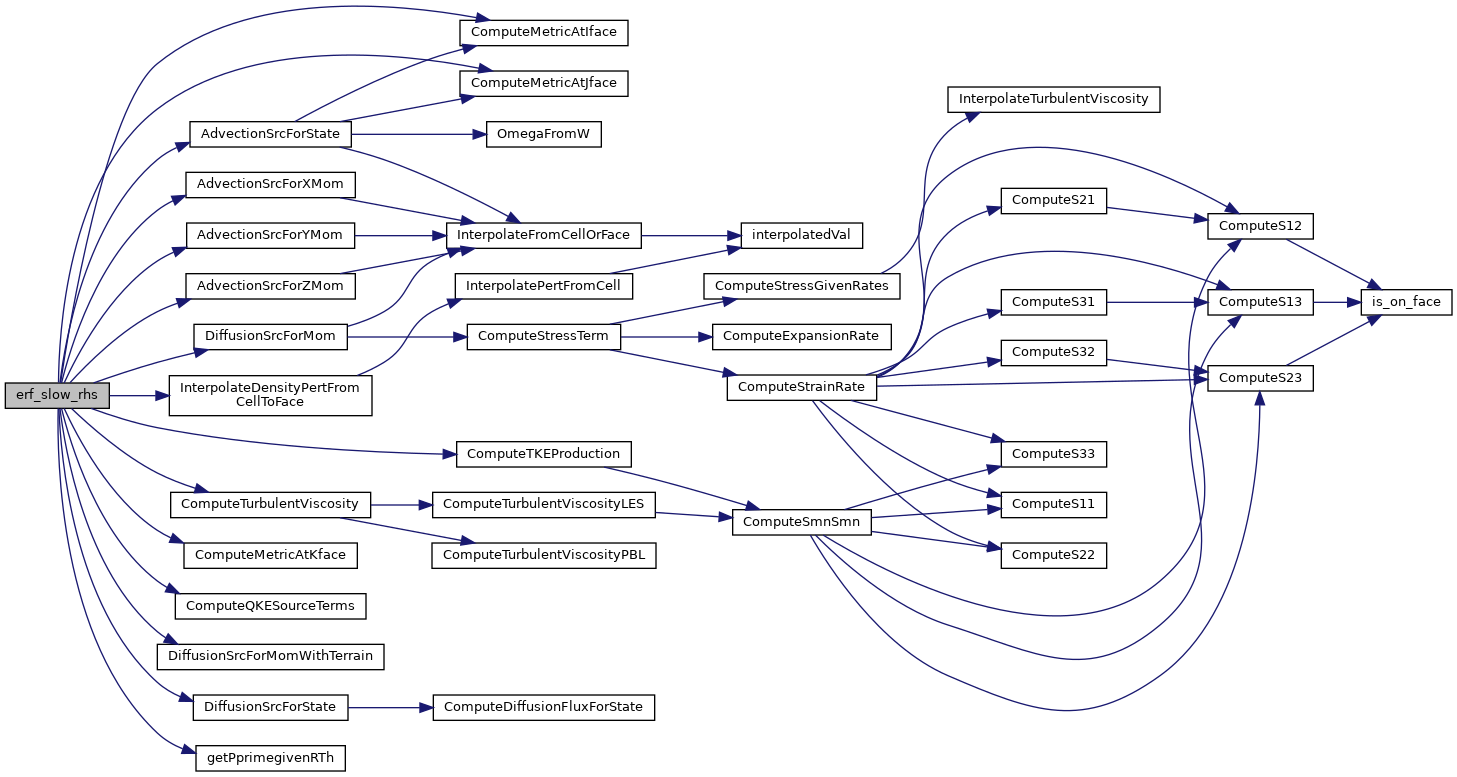 erf_slow_rhs
ComputeMetricAtIface
ComputeMetricAtJface
AdvectionSrcForState
OmegaFromW
AdvectionSrcForXMom
AdvectionSrcForYMom
InterpolateFromCellOrFace
interpolatedVal
AdvectionSrcForZMom
InterpolatePertFromCell
DiffusionSrcForMom
ComputeStressTerm
InterpolateDensityPertFrom
CellToFace
ComputeStressGivenRates
ComputeExpansionRate
ComputeStrainRate
InterpolateTurbulentViscosity
ComputeS21
ComputeS12
ComputeS31
ComputeS13
is_on_face
ComputeS32
ComputeS23
ComputeS33
ComputeS11
ComputeS22
ComputeTKEProduction
ComputeTurbulentViscosity
ComputeTurbulentViscosityLES
ComputeSmnSmn
ComputeTurbulentViscosityPBL
ComputeMetricAtKface
ComputeQKESourceTerms
DiffusionSrcForMomWithTerrain
DiffusionSrcForState
ComputeDiffusionFluxForState
getPprimegivenRTh